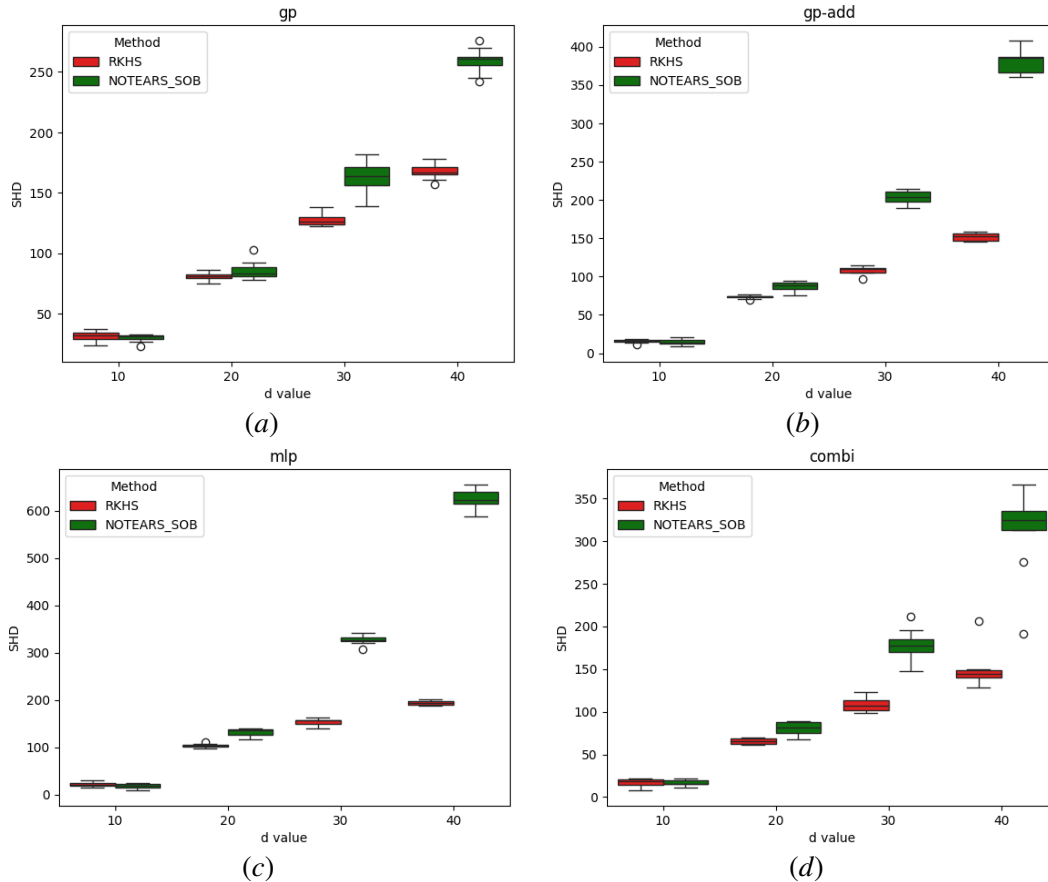 gp
Method
RKHS
NOTEARS_SOB
SHD
250
200
150
100
50
10 20 30 40
d value
(a)
gp-add
Method
RKHS
NOTEARS_SOB
SHD
400
350
300
250
200
150
100
50
0
10 20 30 40
d value
(b)
mlp
Method
RKHS
NOTEARS_SOB
SHD
600
500
400
300
200
100
0
10 20 30 40
d value
(c)
combi
Method
RKHS
NOTEARS_SOB
SHD
350
300
250
200
150
100
50
0
10 20 30 40
d value
(d)